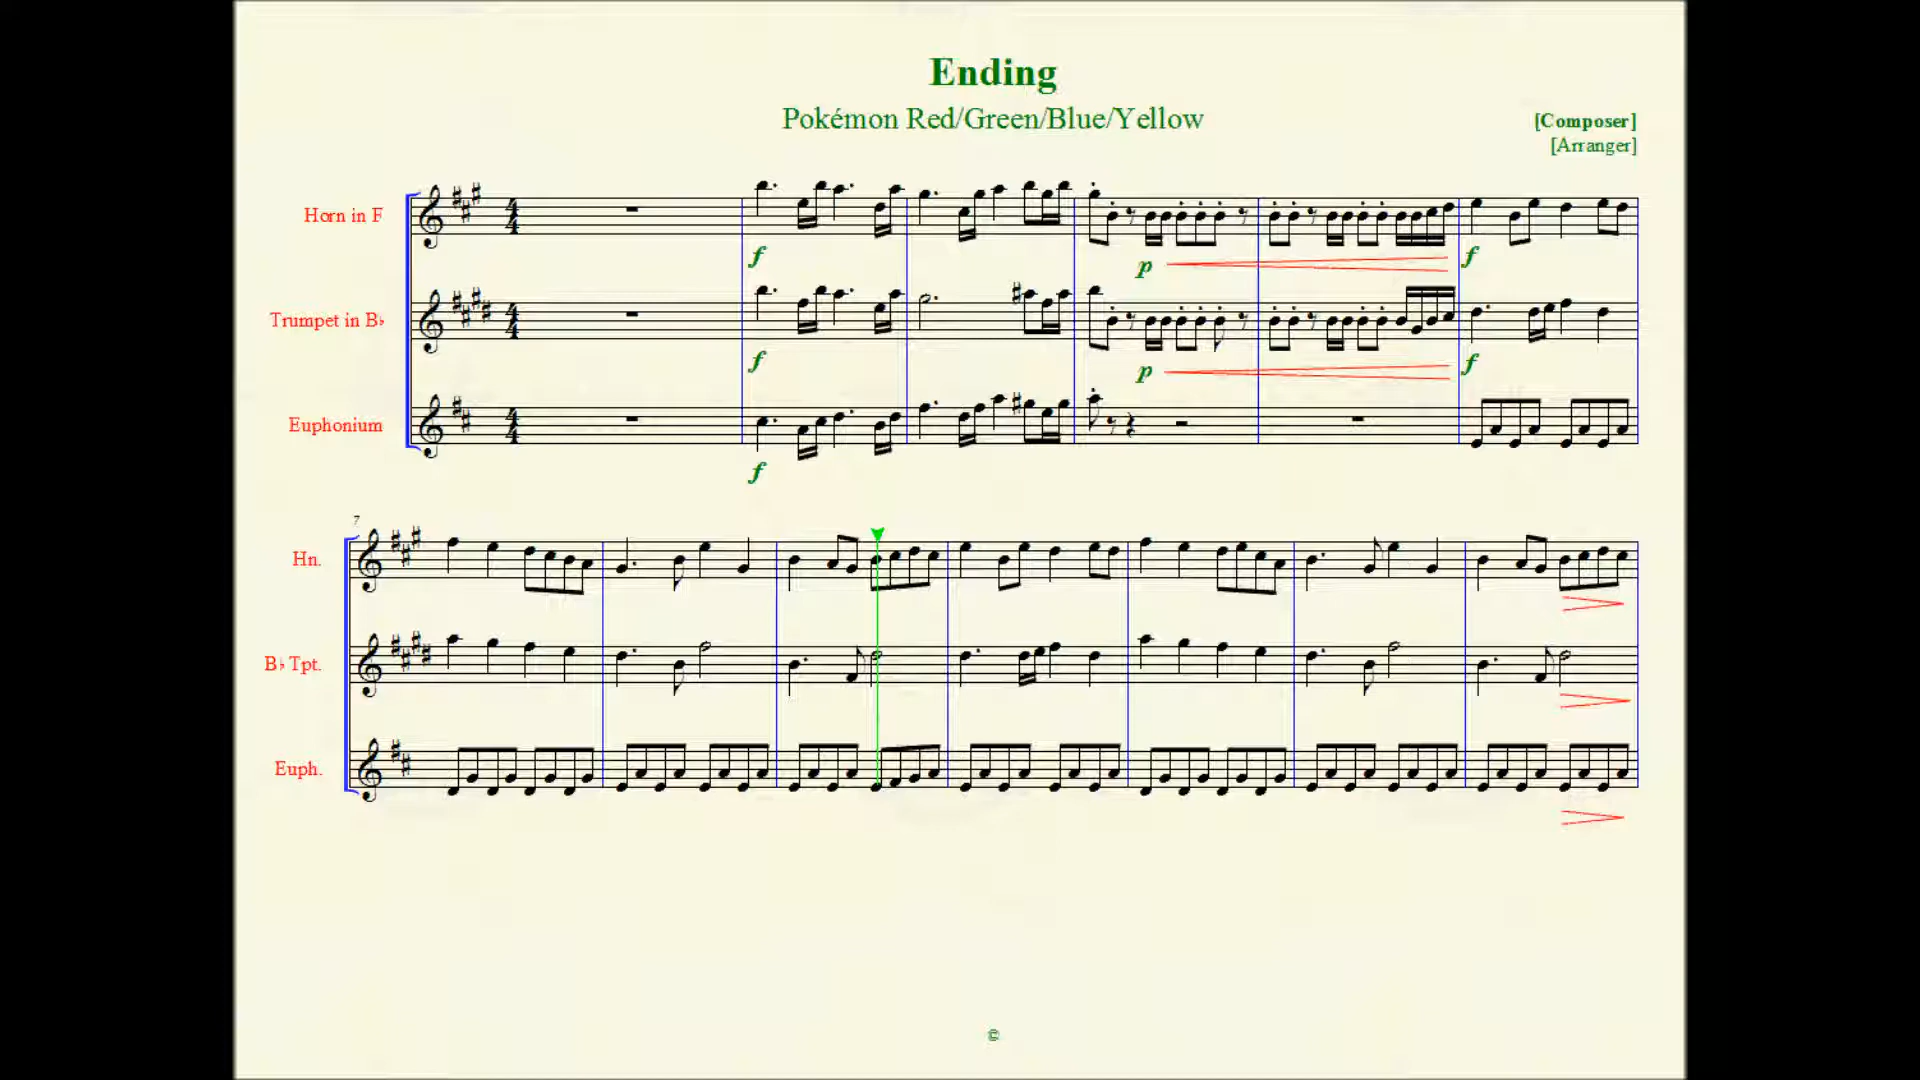 Ending
Pokémon Red/Green/Blue/Yellow
[Composer]
[Arranger]
Horn in F
f
p
f
Trumpet in B♭
f
p
f
Euphonium
f
7
Hn.
B♭ Tpt.
Euph.
©